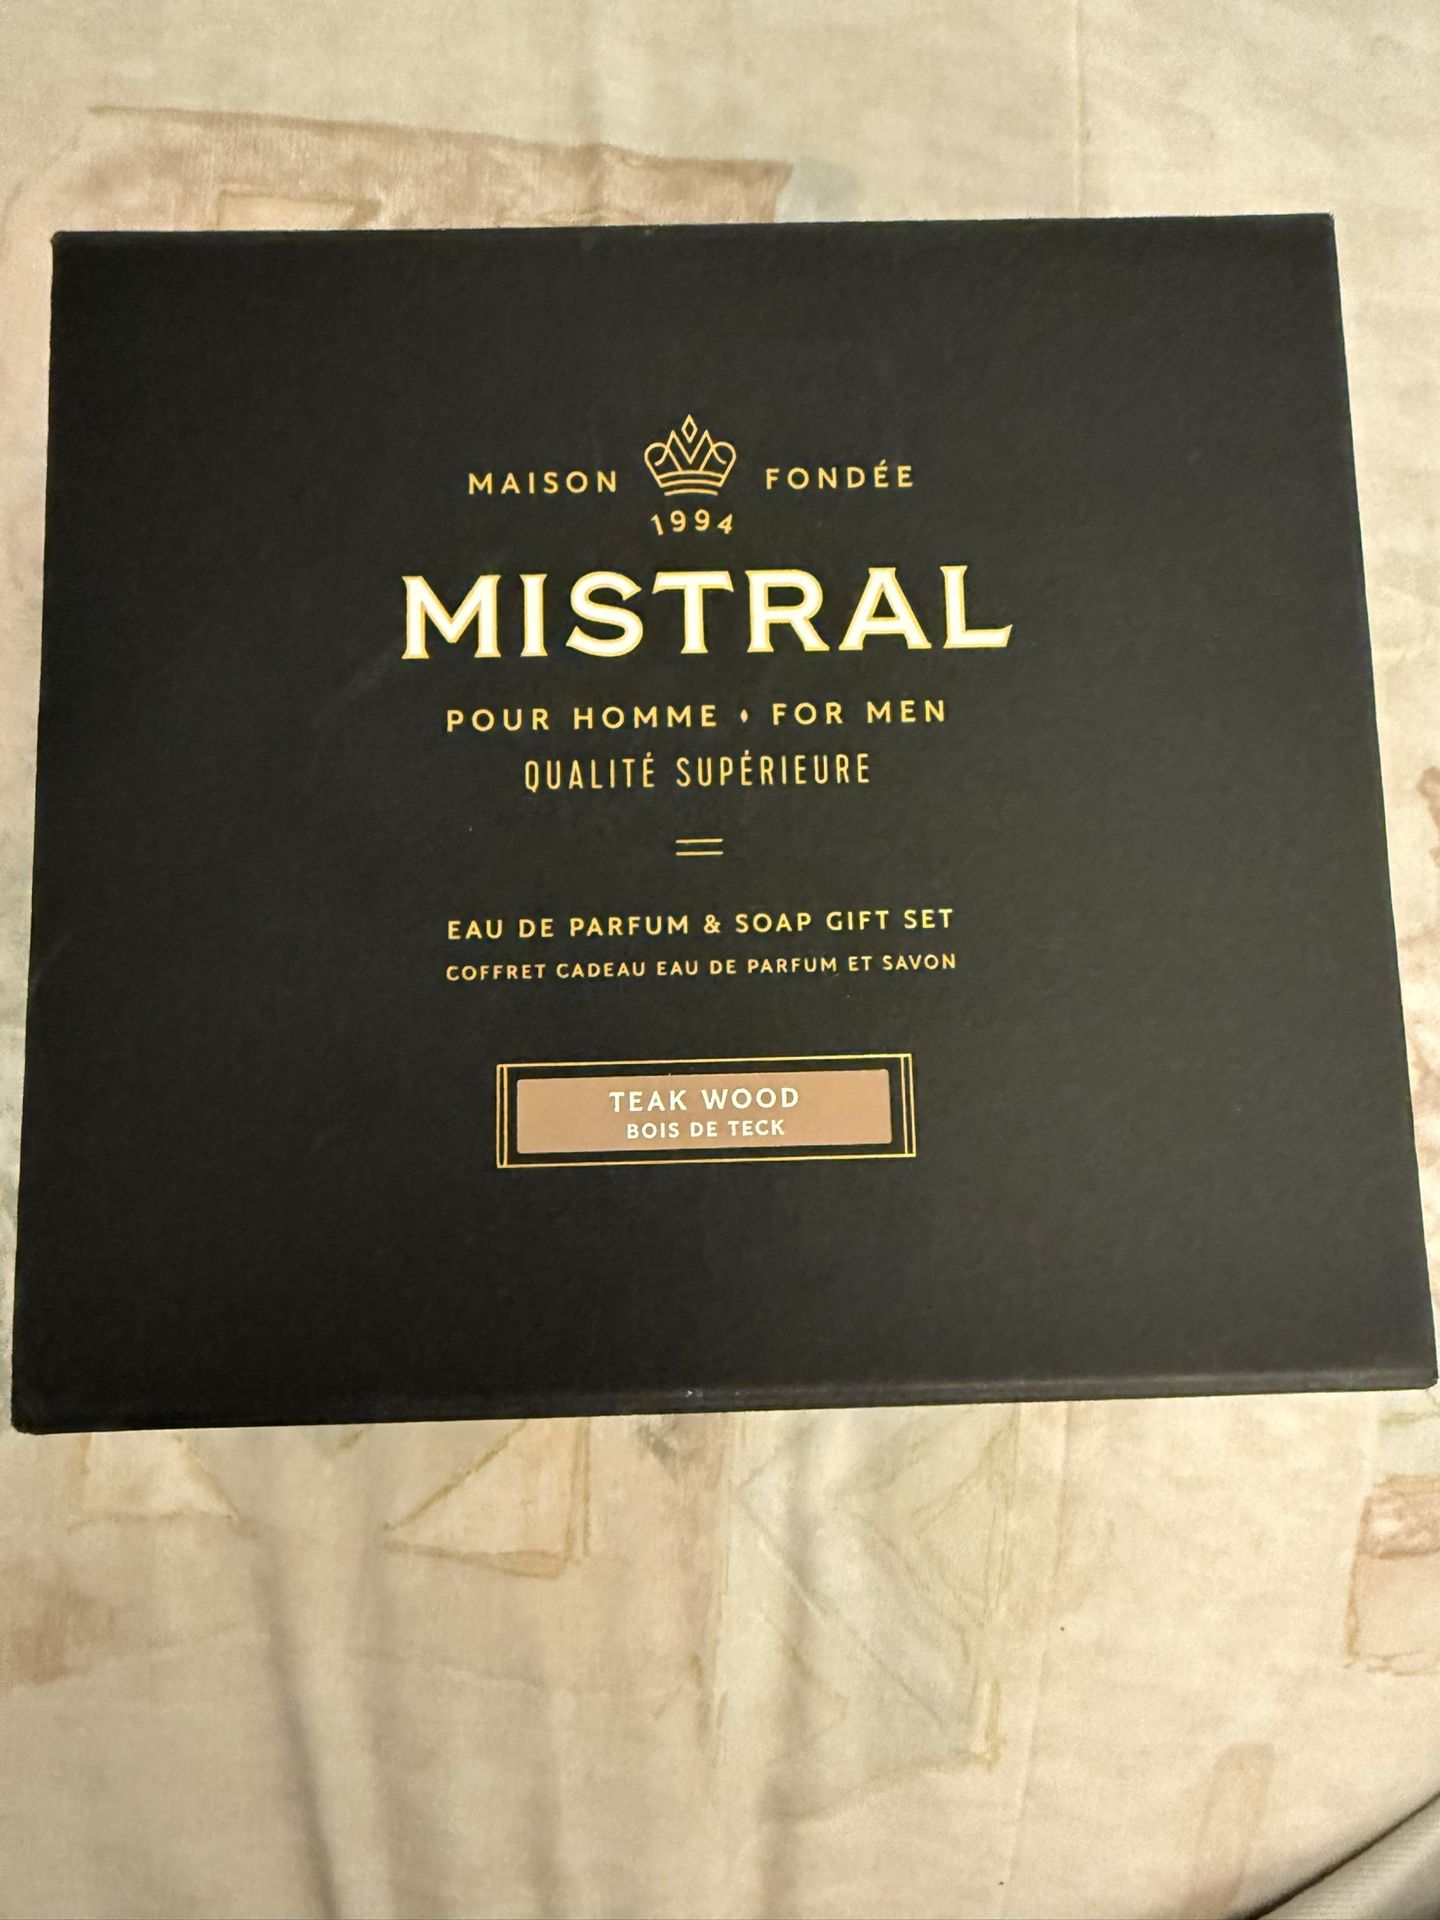 MAISON FONDÉE
1994
MISTRAL
POUR HOMME ♦ FOR MEN
QUALITÉ SUPÉRIEURE
EAU DE PARFUM & SOAP GIFT SET
COFFRET CADEAU EAU DE PARFUM ET SAVON
TEAK WOOD
BOIS DE TECK